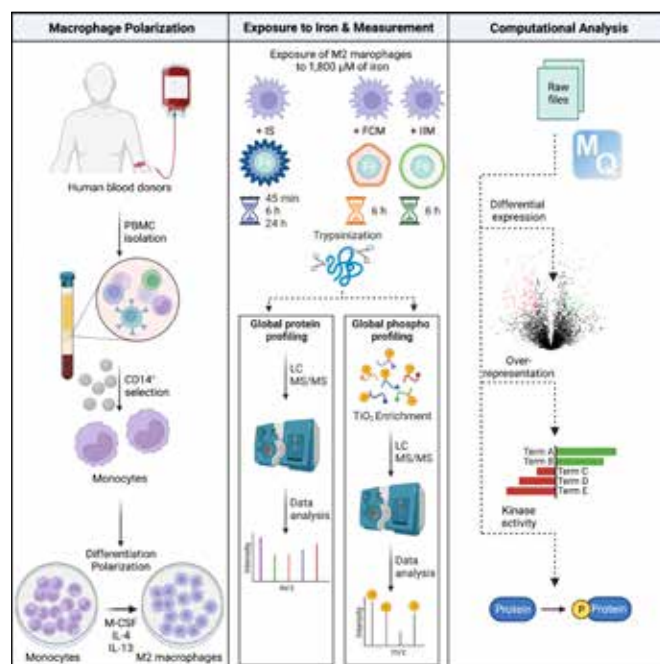 Macrophage Polarization
Human blood donors
PBMC
isolation
CD14+
selection
Monocytes
Differentiation
Polarization
M-CSF
IL-4
IL-13
Monocytes
M2 macrophages
Exposure to Iron & Measurement
Exposure of M2 marophages
to 1,800 µM of iron
+ IS
+ FCM
+ IIM
45 min
6 h
24 h
6 h
6 h
Trypsinization
Global protein
profiling
LC
MS/MS
Data
analysis
Intensity
m/z
Global phospho
profiling
TiO2 Enrichment
LC
MS/MS
Data
analysis
Intensity
m/z
Computational Analysis
Raw
files
MQ
Differential
expression
Over-
representation
Term A
Term B
Term C
Term D
Term E
Kinase
activity
Protein
P Protein